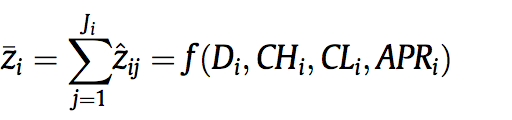 z̄ᵢ = ∑_{j=1}^{Jᵢ} ẑᵢⱼ = f(Dᵢ, CHᵢ, CLᵢ, APRᵢ)